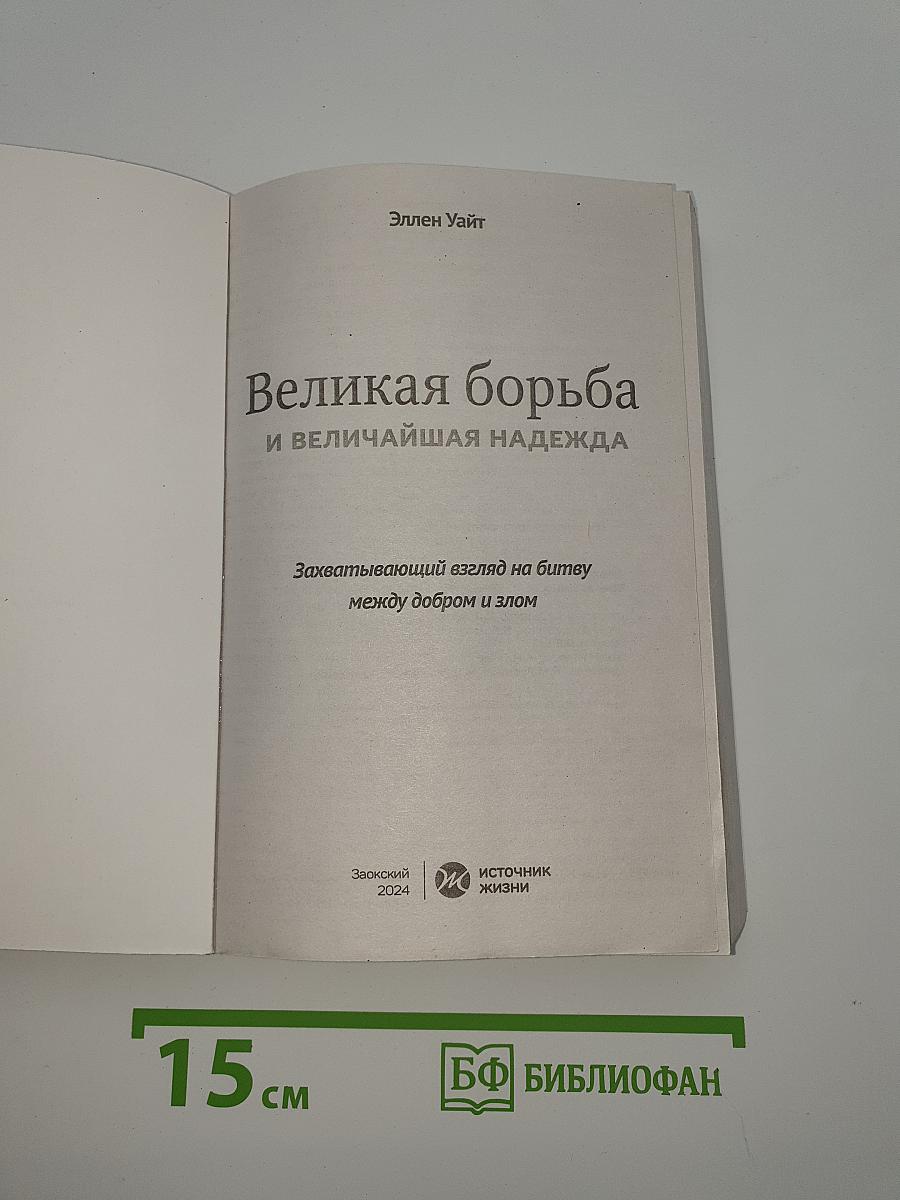 Эллен Уайт
Великая борьба
И ВЕЛИЧАЙШАЯ НАДЕЖДА
Захватывающий взгляд на битву
между добром и злом
Заокский
2024
ИСТОЧНИК
ЖИЗНИ
15 см
БФ БИБЛИОФАН